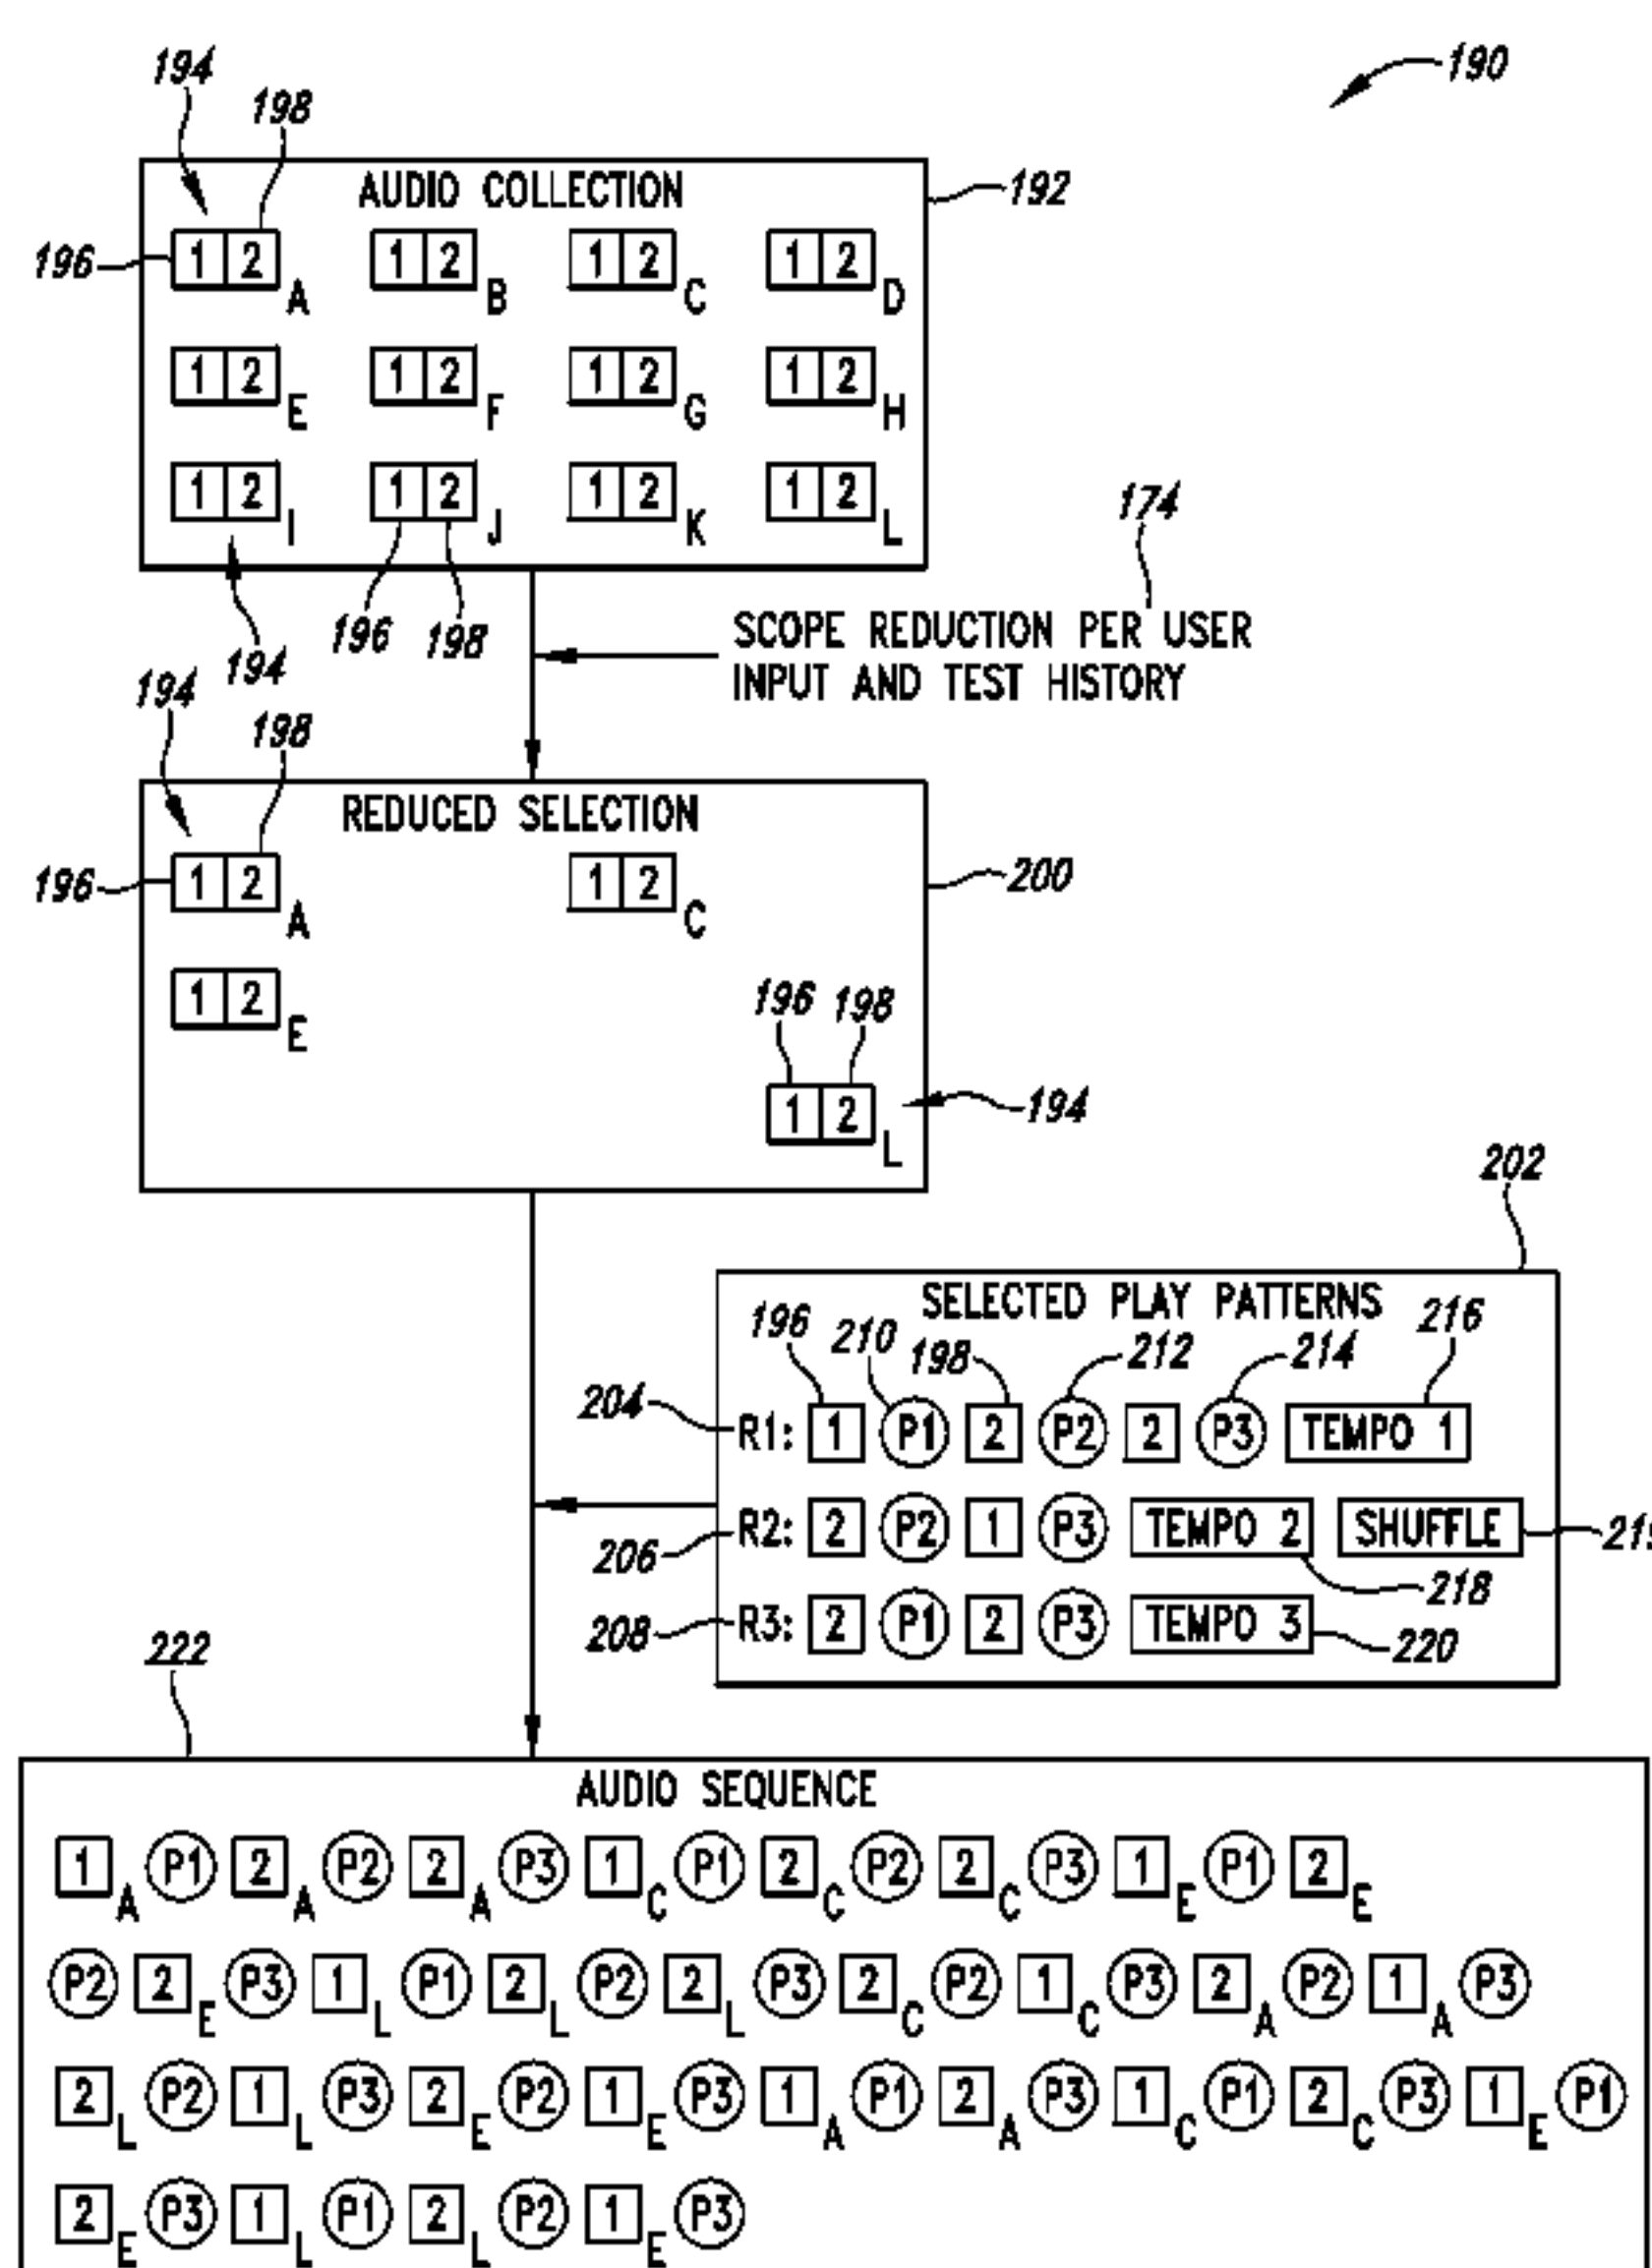 190
194
198
AUDIO COLLECTION
192
196
1 2 A 1 2 B 1 2 C 1 2 D
1 2 E 1 2 F 1 2 G 1 2 H
1 2 I 1 2 J 1 2 K 1 2 L
174
194 196 198
SCOPE REDUCTION PER USER
INPUT AND TEST HISTORY
194
198
REDUCED SELECTION
196
1 2 A 1 2 C
200
1 2 E
196 198
1 2 L
194
202
SELECTED PLAY PATTERNS
196 210 198 212 214 216
204 R1: 1 P1 2 P2 2 P3 TEMPO 1
206 R2: 2 P2 1 P3 TEMPO 2 SHUFFLE
218
208 R3: 2 P1 2 P3 TEMPO 3
220
222
AUDIO SEQUENCE
1 A P1 2 A P2 2 A P3 1 C P1 2 C P2 2 C P3 1 E P1 2 E
P2 2 E P3 1 L P1 2 L P2 2 L P3 2 C P2 1 C P3 2 A P2 1 A P3
2 L P2 1 L P3 2 E P2 1 E P3 1 A P1 2 A P3 1 C P1 2 C P3 1 E P1
2 E P3 1 L P1 2 L P2 1 E P3